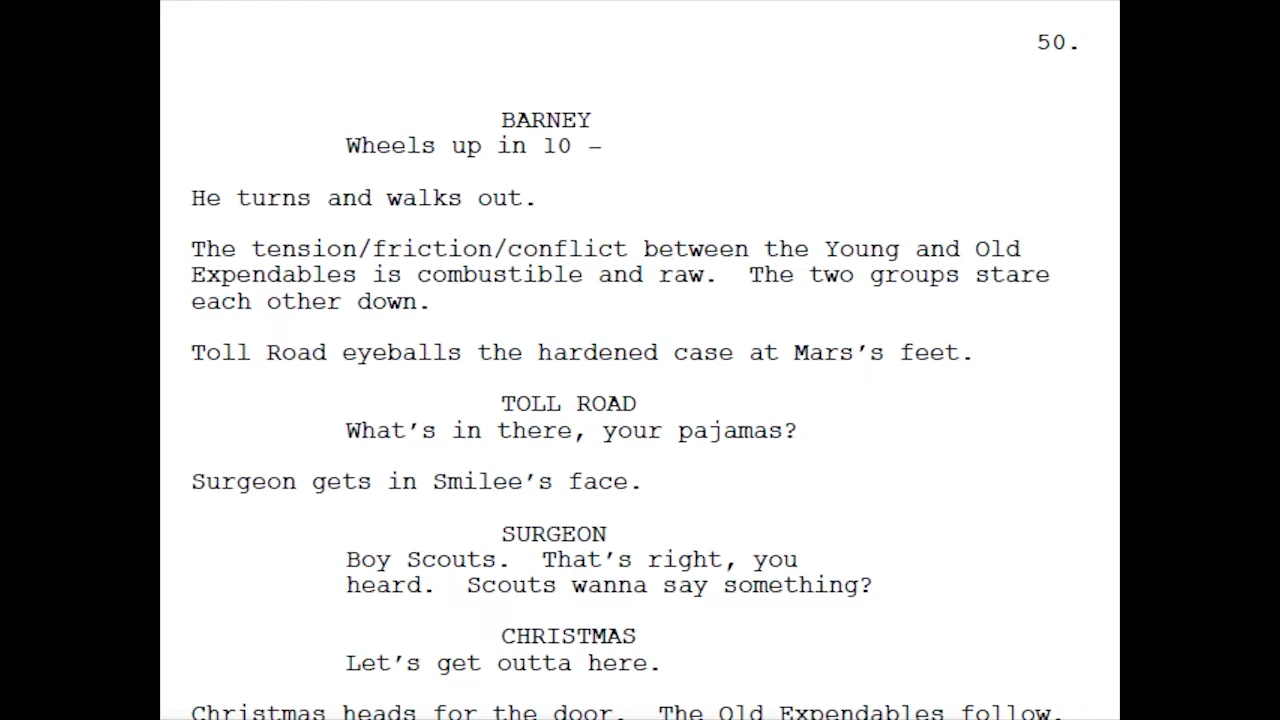 50.
BARNEY
Wheels up in 10 –
He turns and walks out.
The tension/friction/conflict between the Young and Old
Expendables is combustible and raw.  The two groups stare
each other down.
Toll Road eyeballs the hardened case at Mars’s feet.
TOLL ROAD
What’s in there, your pajamas?
Surgeon gets in Smilee’s face.
SURGEON
Boy Scouts.  That’s right, you
heard.  Scouts wanna say something?
CHRISTMAS
Let’s get outta here.
Christmas heads for the door.  The Old Expendables follow.